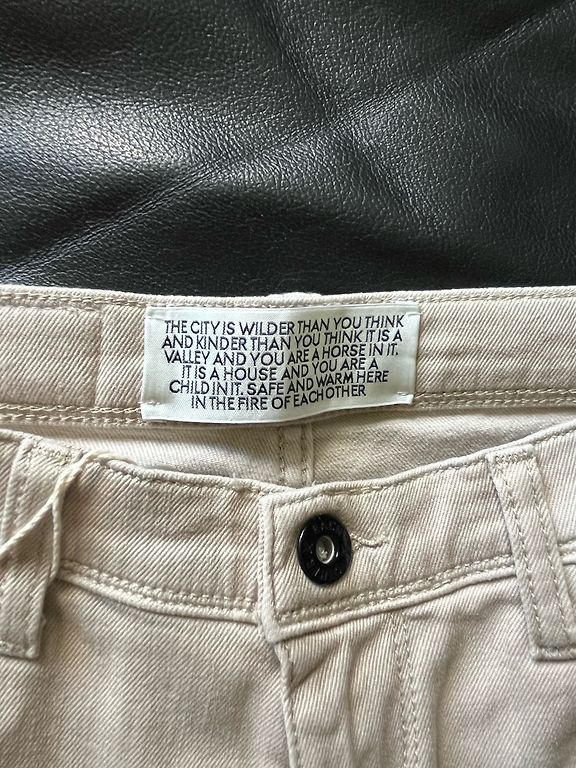 THE CITY IS WILDER THAN YOU THINK
AND KINDER THAN YOU THINK IT IS A
VALLEY AND YOU ARE A HORSE IN IT.
IT IS A HOUSE AND YOU ARE A
CHILD IN IT. SAFE AND WARM HERE
IN THE FIRE OF EACH OTHER